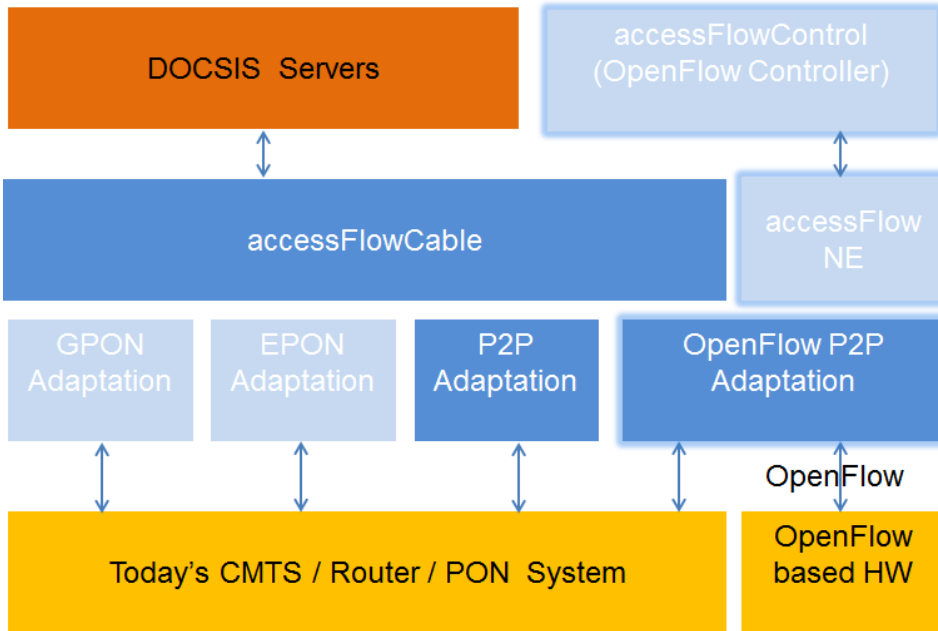 DOCSIS Servers
accessFlowControl
(OpenFlow Controller)
accessFlowCable
accessFlow
NE
GPON
Adaptation
EPON
Adaptation
P2P
Adaptation
OpenFlow P2P
Adaptation
OpenFlow
Today's CMTS / Router / PON System
OpenFlow
based HW